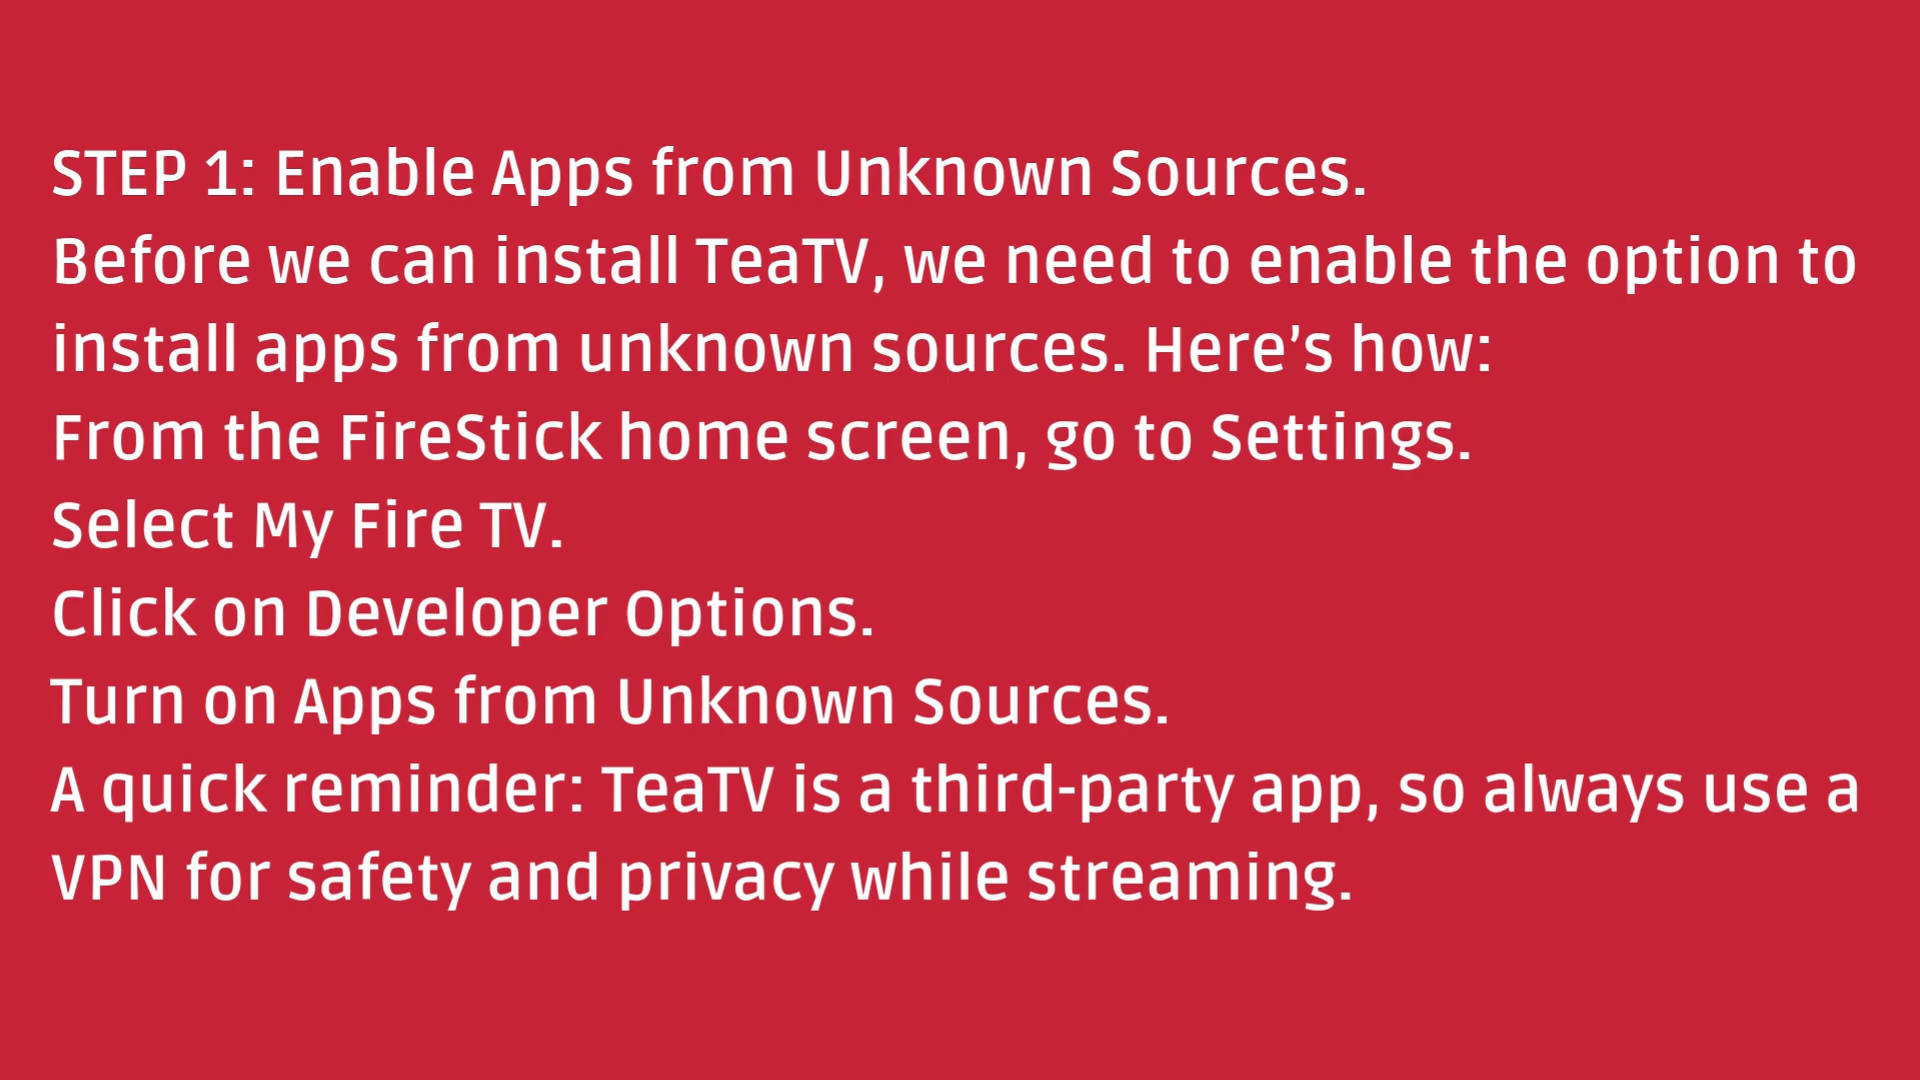 STEP 1: Enable Apps from Unknown Sources.
Before we can install TeaTV, we need to enable the option to
install apps from unknown sources. Here’s how:
From the FireStick home screen, go to Settings.
Select My Fire TV.
Click on Developer Options.
Turn on Apps from Unknown Sources.
A quick reminder: TeaTV is a third-party app, so always use a
VPN for safety and privacy while streaming.